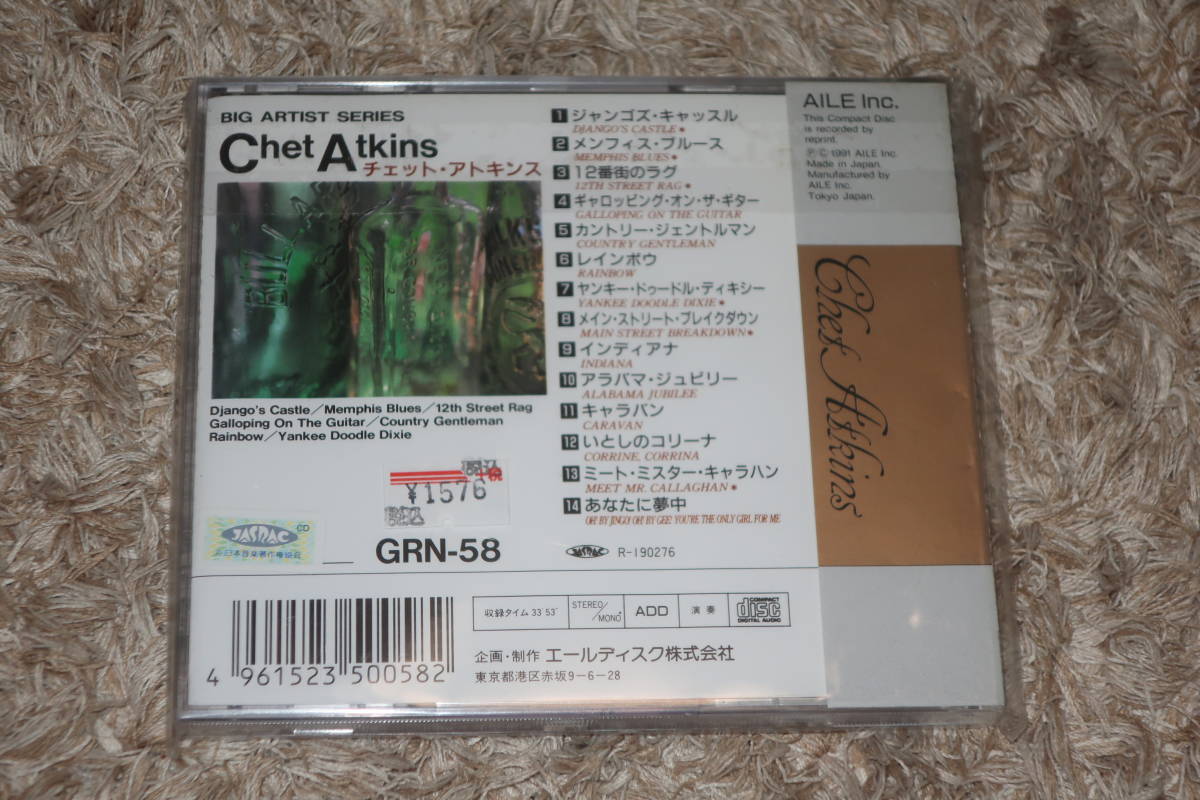 BIG ARTIST SERIES
Chet Atkins
チェット・アトキンス
Django's Castle／Memphis Blues／12th Street Rag
Galloping On The Guitar／Country Gentleman
Rainbow／Yankee Doodle Dixie
¥1576
JASRAC
CD
GRN-58
1 ジャンゴズ・キャッスル
DJANGO'S CASTLE *
2 メンフィス・ブルース
MEMPHIS BLUES *
3 12番街のラグ
12TH STREET RAG *
4 ギャロッピング・オン・ザ・ギター
GALLOPING ON THE GUITAR
5 カントリー・ジェントルマン
COUNTRY GENTLEMAN
6 レインボウ
RAINBOW
7 ヤンキー・ドゥードル・ディキシー
YANKEE DOODLE DIXIE *
8 メイン・ストリート・ブレイクダウン
MAIN STREET BREAKDOWN *
9 インディアナ
INDIANA
10 アラバマ・ジュビリー
ALABAMA JUBILEE
11 キャラバン
CARAVAN
12 いとしのコリーナ
CORRINE, CORRINA
13 ミート・ミスター・キャラハン
MEET MR. CALLAGHAN *
14 あなたに夢中
OH BY JINGO! OH BY GEE! YOU'RE THE ONLY GIRL FOR ME
JASRAC R-190276
4 961523 500582
収録タイム 33'53"
STEREO/MONO*
ADD
演奏
COMPACT disc DIGITAL AUDIO
企画・制作 エールディスク株式会社
東京都港区赤坂9-6-28
AILE Inc.
This Compact Disc
is recorded by
reprint.
Ⓟ Ⓒ 1991 AILE Inc.
Made in Japan.
Manufactured by
AILE Inc.
Tokyo Japan.
Chet Atkins